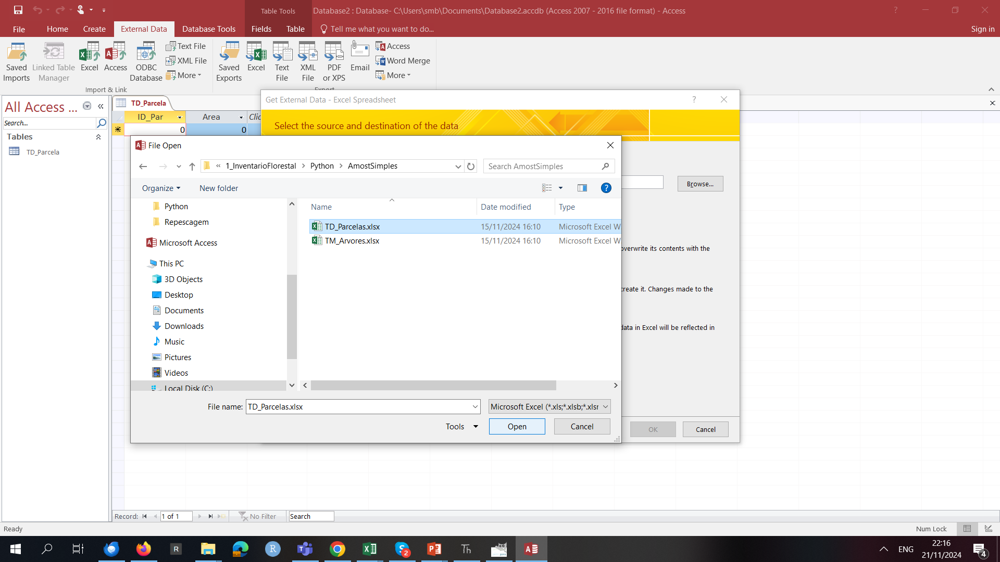 Table Tools
Database2 : Database- C:\Users\smb\Documents\Database2.accdb (Access 2007 - 2016 file format) - Access
File Home Create External Data Database Tools Fields Table Tell me what you want to do... Sign in
Saved Imports
Linked Table Manager
Excel
Access
ODBC Database
Text File
XML File
More
Import & Link
Saved Exports
Excel
Text File
XML File
PDF or XPS
Email
Access
Word Merge
More
Export
All Access ...
Search...
Tables
TD_Parcela
TD_Parcela
ID_Par Area Clic
0 0
Get External Data - Excel Spreadsheet
Select the source and destination of the data
Browse...
overwrite its contents with the
create it. Changes made to the
data in Excel will be reflected in
OK Cancel
File Open
« 1_InventarioFlorestal > Python > AmostSimples
Search AmostSimples
Organize New folder
Python
Repescagem
Microsoft Access
This PC
3D Objects
Desktop
Documents
Downloads
Music
Pictures
Videos
Local Disk (C:)
Name Date modified Type
TD_Parcelas.xlsx 15/11/2024 16:10 Microsoft Excel W
TM_Arvores.xlsx 15/11/2024 16:10 Microsoft Excel W
File name: TD_Parcelas.xlsx Microsoft Excel (*.xls;*.xlsb;*.xlsr
Tools Open Cancel
Record: 1 of 1 No Filter Search
Ready Num Lock
R R 2 Th
ENG
22:16
21/11/2024
4